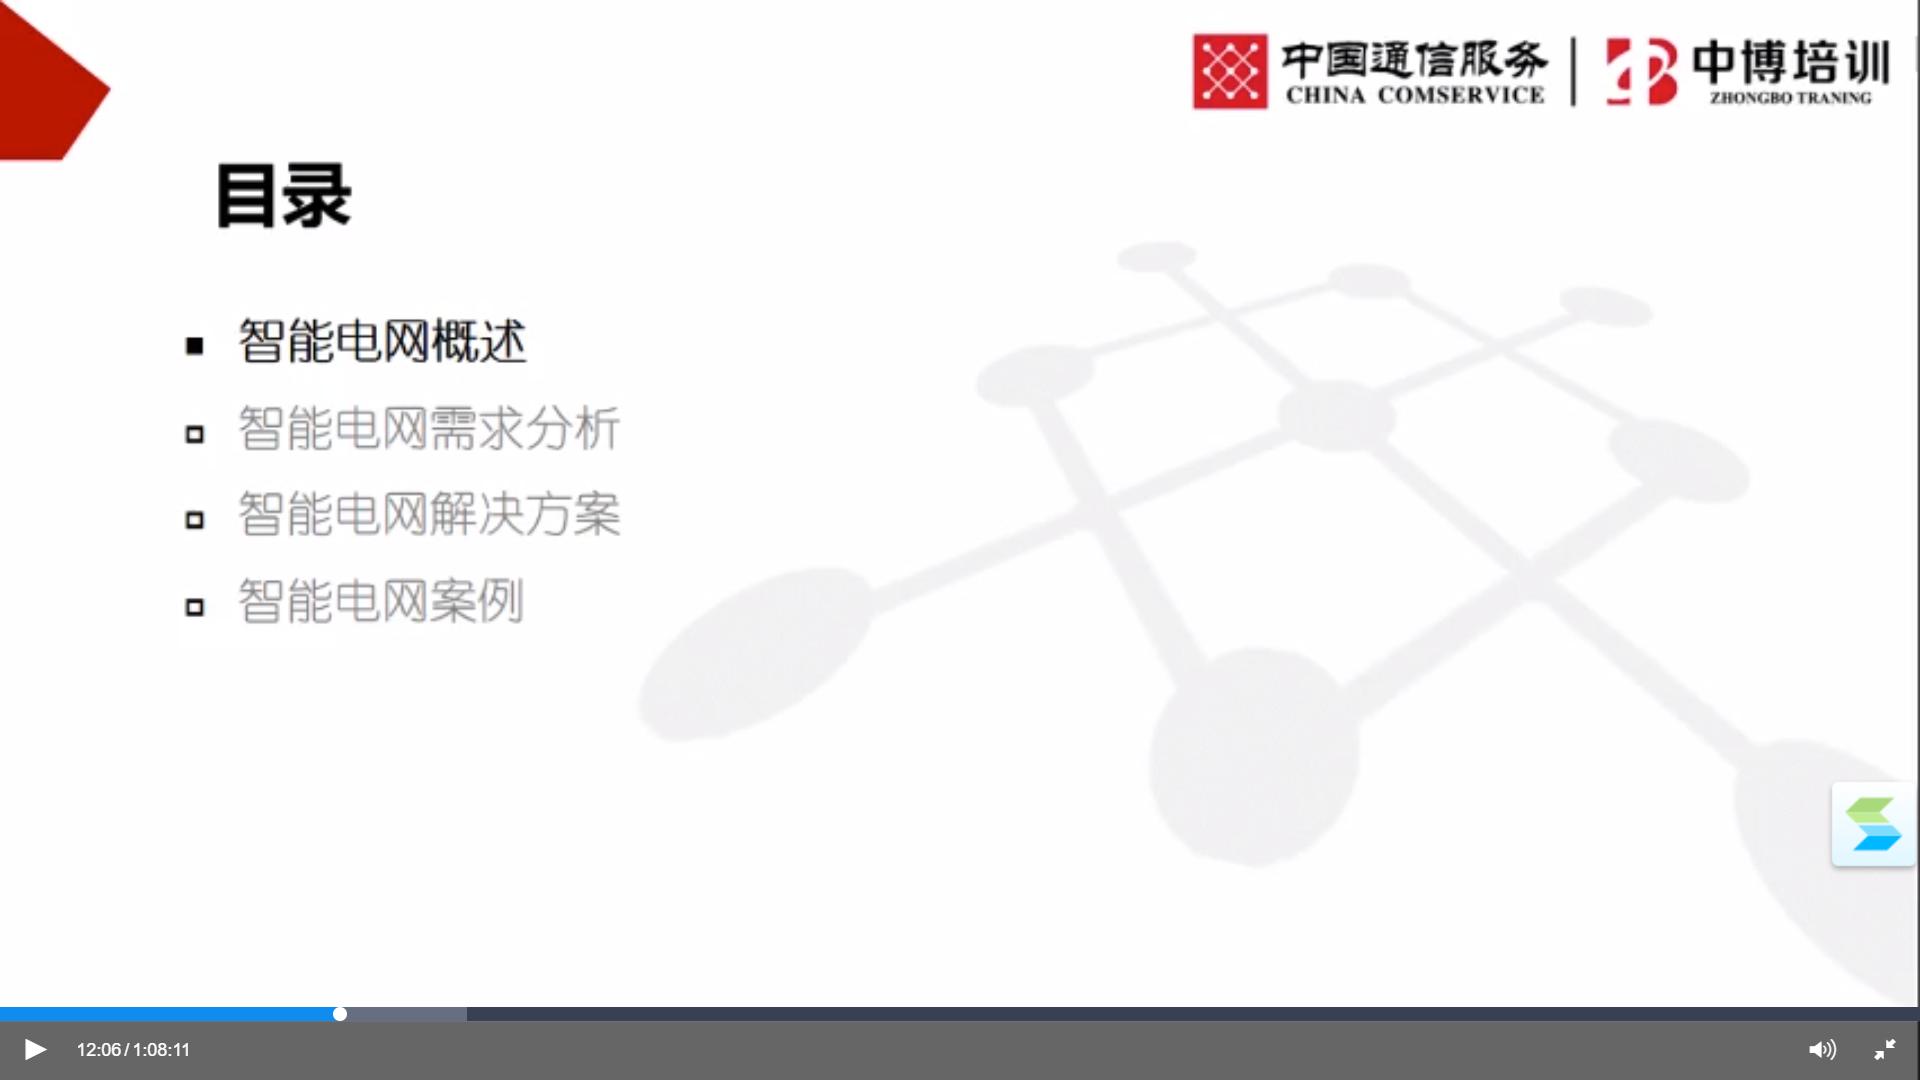 中国通信服务
CHINA COMSERVICE
中博培训
ZHONGBO TRANING
目录
智能电网概述
智能电网需求分析
智能电网解决方案
智能电网案例
12:06/1:08:11